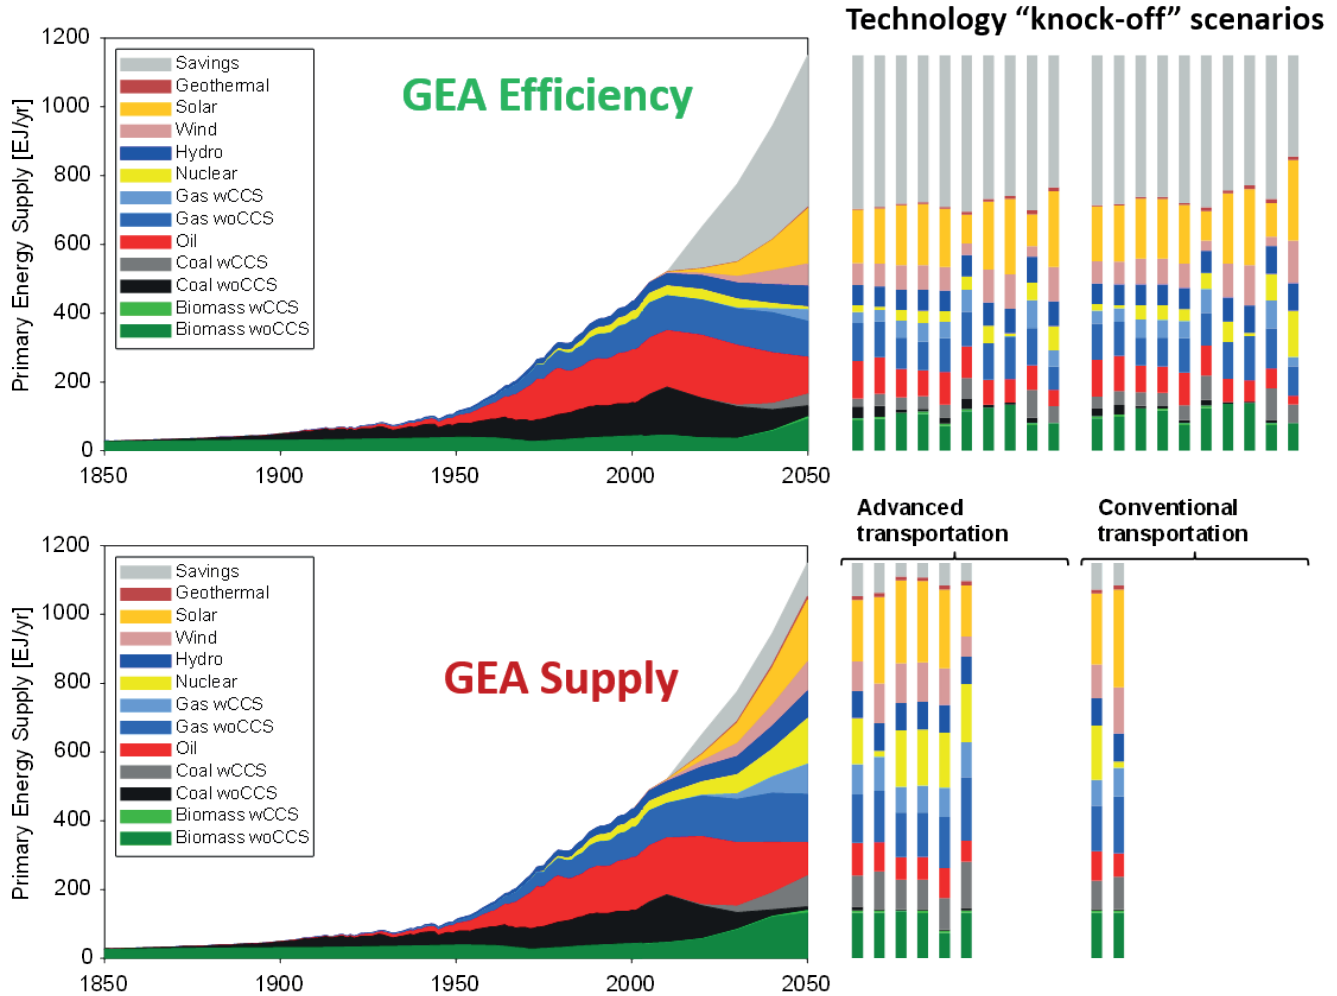 Technology “knock-off” scenarios
1200
1000
800
600
400
200
0
Primary Energy Supply [EJ/yr]
Savings
Geothermal
Solar
Wind
Hydro
Nuclear
Gas wCCS
Gas woCCS
Oil
Coal wCCS
Coal woCCS
Biomass wCCS
Biomass woCCS
GEA Efficiency
1850
1900
1950
2000
2050
Advanced
transportation
Conventional
transportation
1200
1000
800
600
400
200
0
Primary Energy Supply [EJ/yr]
Savings
Geothermal
Solar
Wind
Hydro
Nuclear
Gas wCCS
Gas woCCS
Oil
Coal wCCS
Coal woCCS
Biomass wCCS
Biomass woCCS
GEA Supply
1850
1900
1950
2000
2050